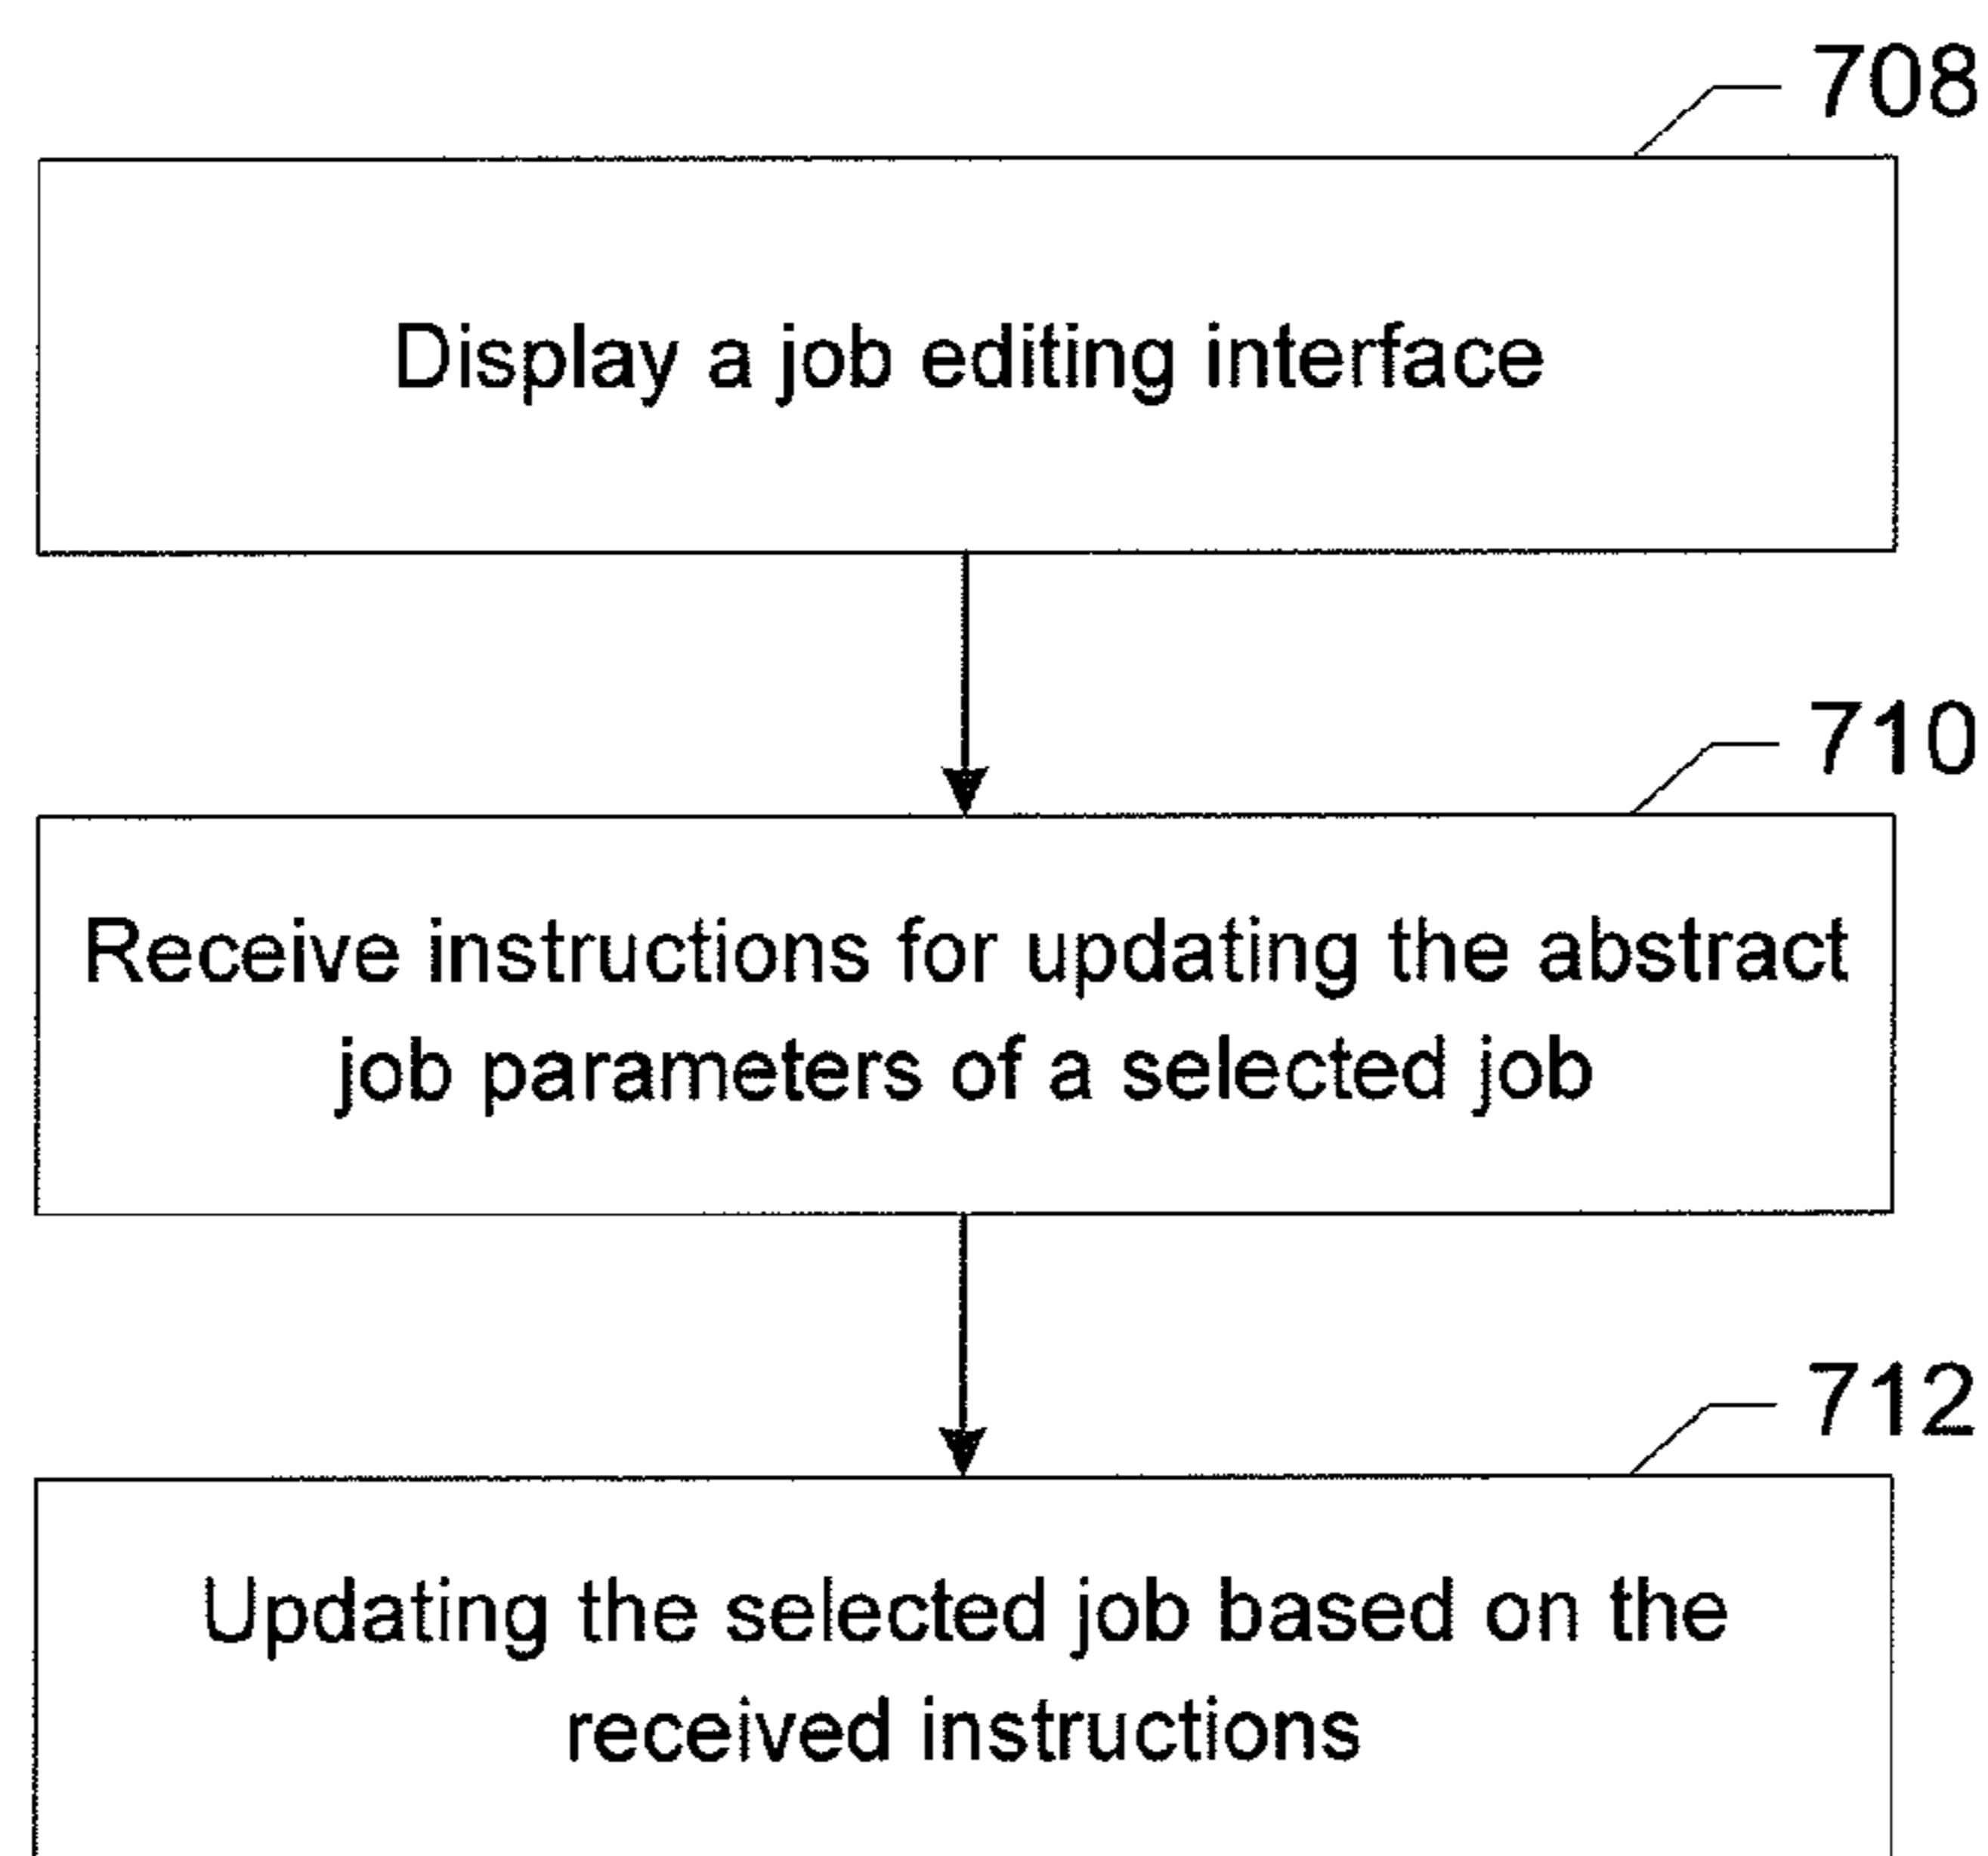 708
Display a job editing interface
710
Receive instructions for updating the abstract
job parameters of a selected job
712
Updating the selected job based on the
received instructions